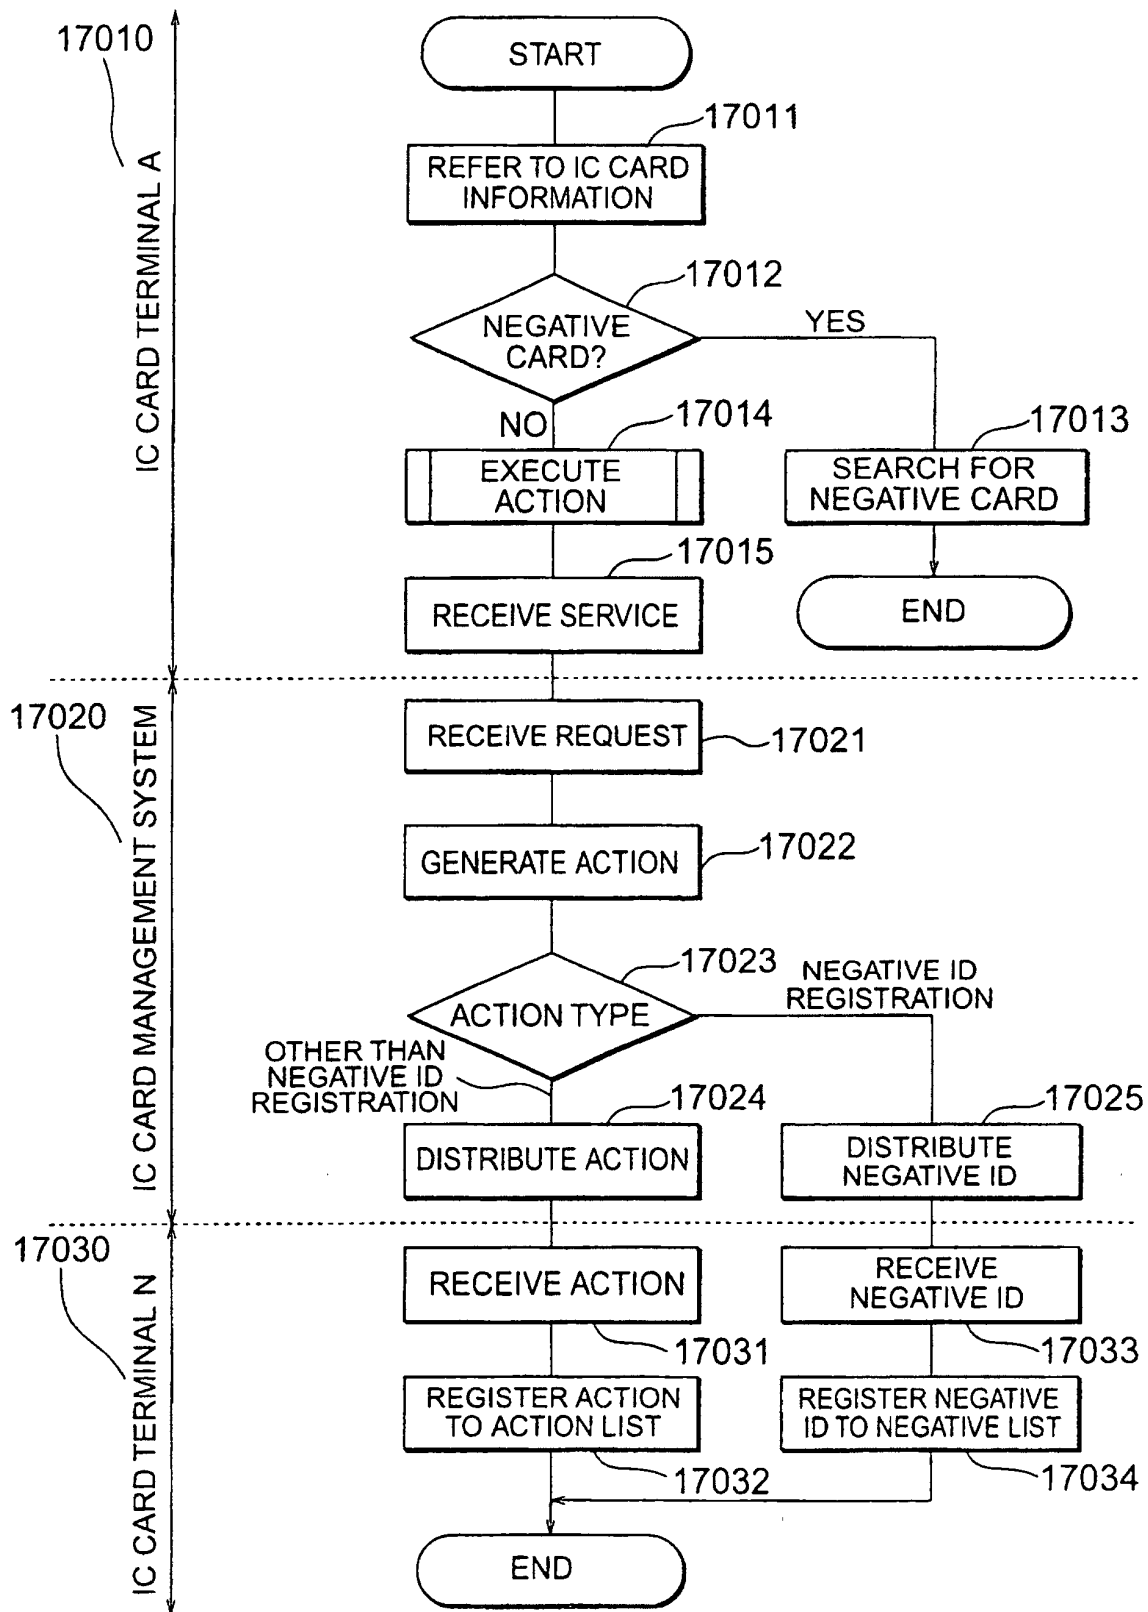 17010
START
17011
REFER TO IC CARD
INFORMATION
17012
NEGATIVE
CARD?
YES
NO
17014
17013
EXECUTE
ACTION
SEARCH FOR
NEGATIVE CARD
17015
RECEIVE SERVICE
END
IC CARD TERMINAL A
17020
RECEIVE REQUEST
17021
GENERATE ACTION
17022
17023
ACTION TYPE
NEGATIVE ID
REGISTRATION
OTHER THAN
NEGATIVE ID
REGISTRATION
17024
17025
DISTRIBUTE ACTION
DISTRIBUTE
NEGATIVE ID
IC CARD MANAGEMENT SYSTEM
17030
RECEIVE ACTION
RECEIVE
NEGATIVE ID
17031
17033
REGISTER ACTION
TO ACTION LIST
REGISTER NEGATIVE
ID TO NEGATIVE LIST
17032
17034
END
IC CARD TERMINAL N